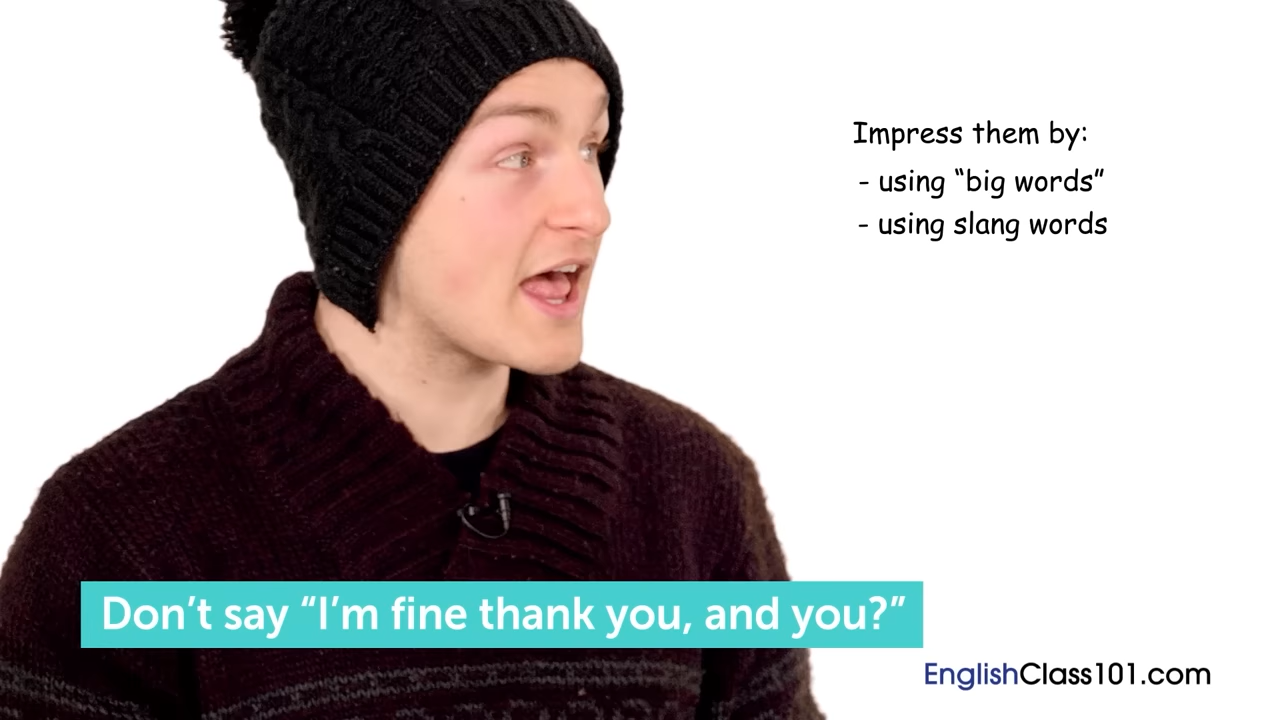 Impress them by:
- using “big words”
- using slang words
Don’t say “I’m fine thank you, and you?”
EnglishClass101.com